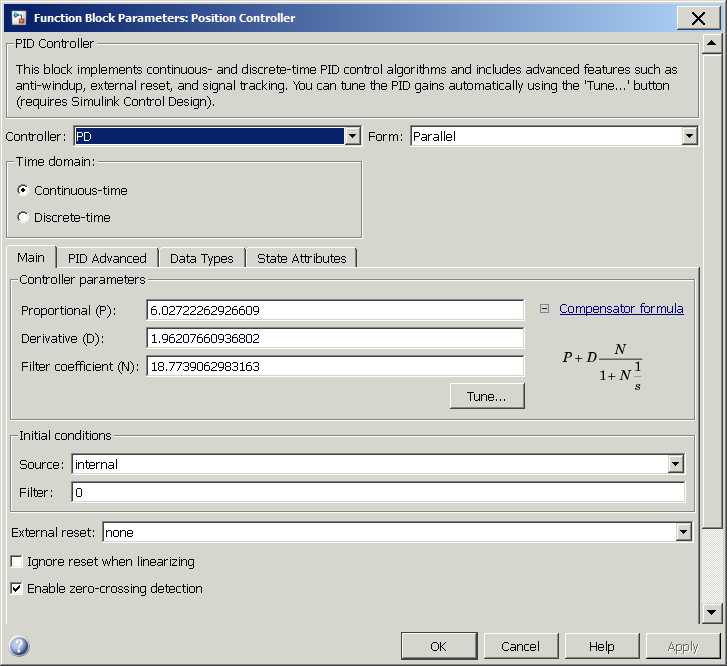 Function Block Parameters: Position Controller
PID Controller
This block implements continuous- and discrete-time PID control algorithms and includes advanced features such as
anti-windup, external reset, and signal tracking. You can tune the PID gains automatically using the 'Tune...' button
(requires Simulink Control Design).
Controller: PD Form: Parallel
Time domain:
Continuous-time
Discrete-time
Main PID Advanced Data Types State Attributes
Controller parameters
Proportional (P): 6.02722262926609 Compensator formula
Derivative (D): 1.96207660936802
Filter coefficient (N): 18.7739062983163
P + D N / (1 + N 1/s)
Tune...
Initial conditions
Source: internal
Filter: 0
External reset: none
Ignore reset when linearizing
Enable zero-crossing detection
? OK Cancel Help Apply